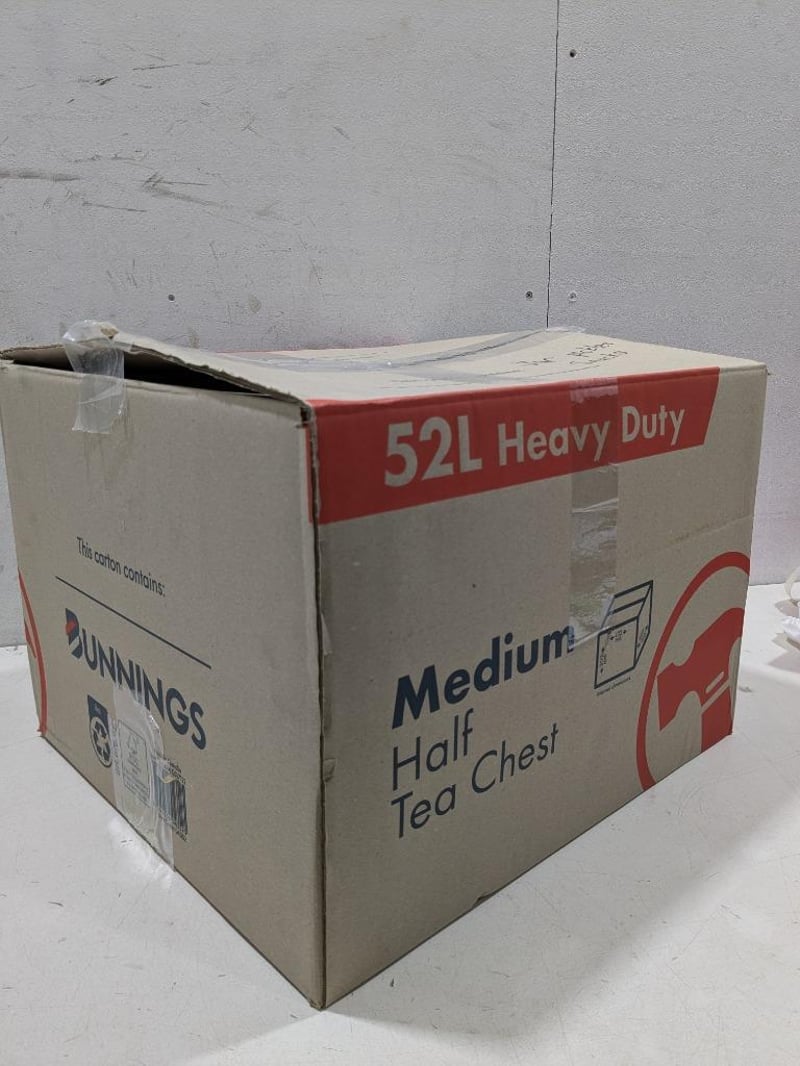 52L Heavy Duty
This carton contains:
BUNNINGS
Medium
Half
Tea Chest